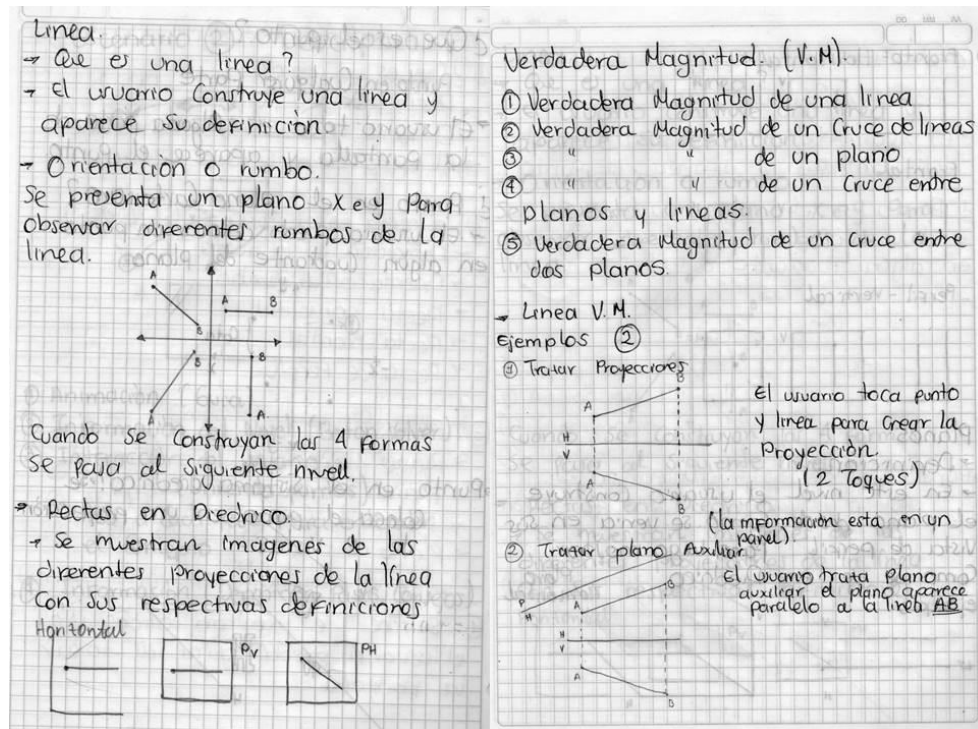 Linea.
→ Que es una linea?
→ El usuario Construye una linea y
aparece su definición
→ Orientación o rumbo.
Se presenta un plano X e y Para
Observar diferentes rumbos de la
linea.
A
A B
B
B B
A A
Cuando se Construyan las 4 Formas
se pasa al siguiente nivel.
→ Rectas en Diedrico.
→ Se muestran imagenes de las
diferentes proyecciones de la línea
Con sus respectivas definiciones
Horizontal
PV
PH
Verdadera Magnitud. (V.M).
① Verdadera Magnitud de una linea
② Verdadera Magnitud de un Cruce de lineas
③ " " de un plano
④ " " de un Cruce entre
planos y lineas.
⑤ Verdadera Magnitud de un Cruce entre
dos planos.
→ Linea V.M.
Ejemplos ②
① Trazar Proyecciones
B
A
H
V
A
B
El usuario toca punto
y linea para Crear la
Proyección.
(2 Toques)
(la información esta en un
panel).
② Trazar plano Auxiliar
B
P
H
A
H
V
A
B
El usuario traza Plano
auxiliar, el plano aparece
paralelo a la linea AB